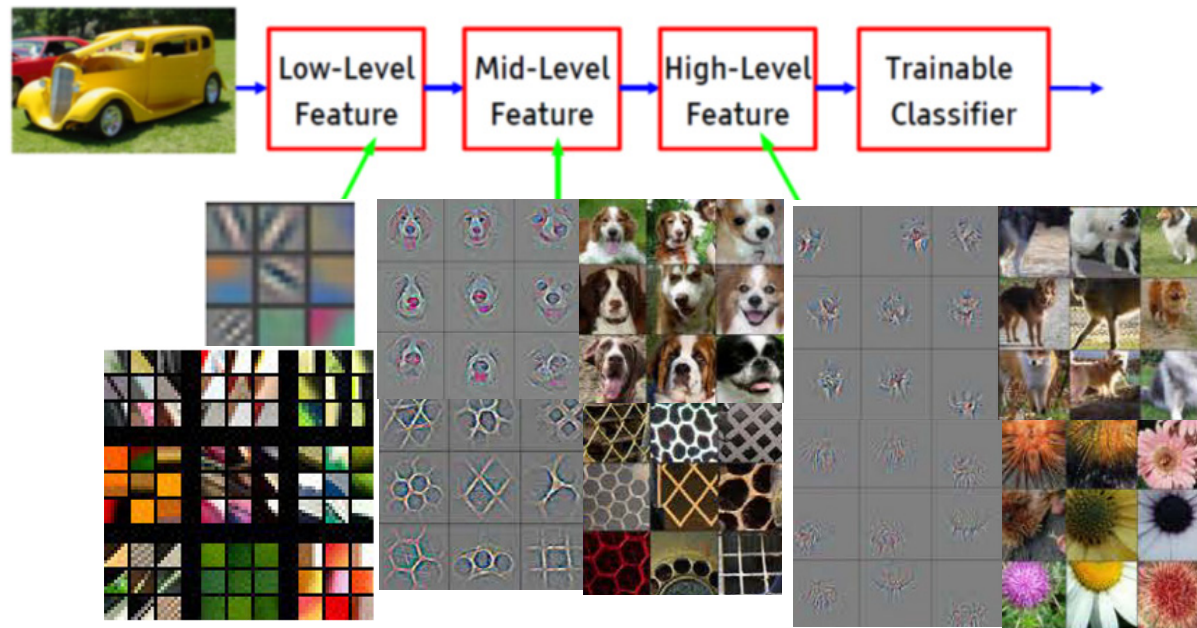 Low-Level
Feature
Mid-Level
Feature
High-Level
Feature
Trainable
Classifier